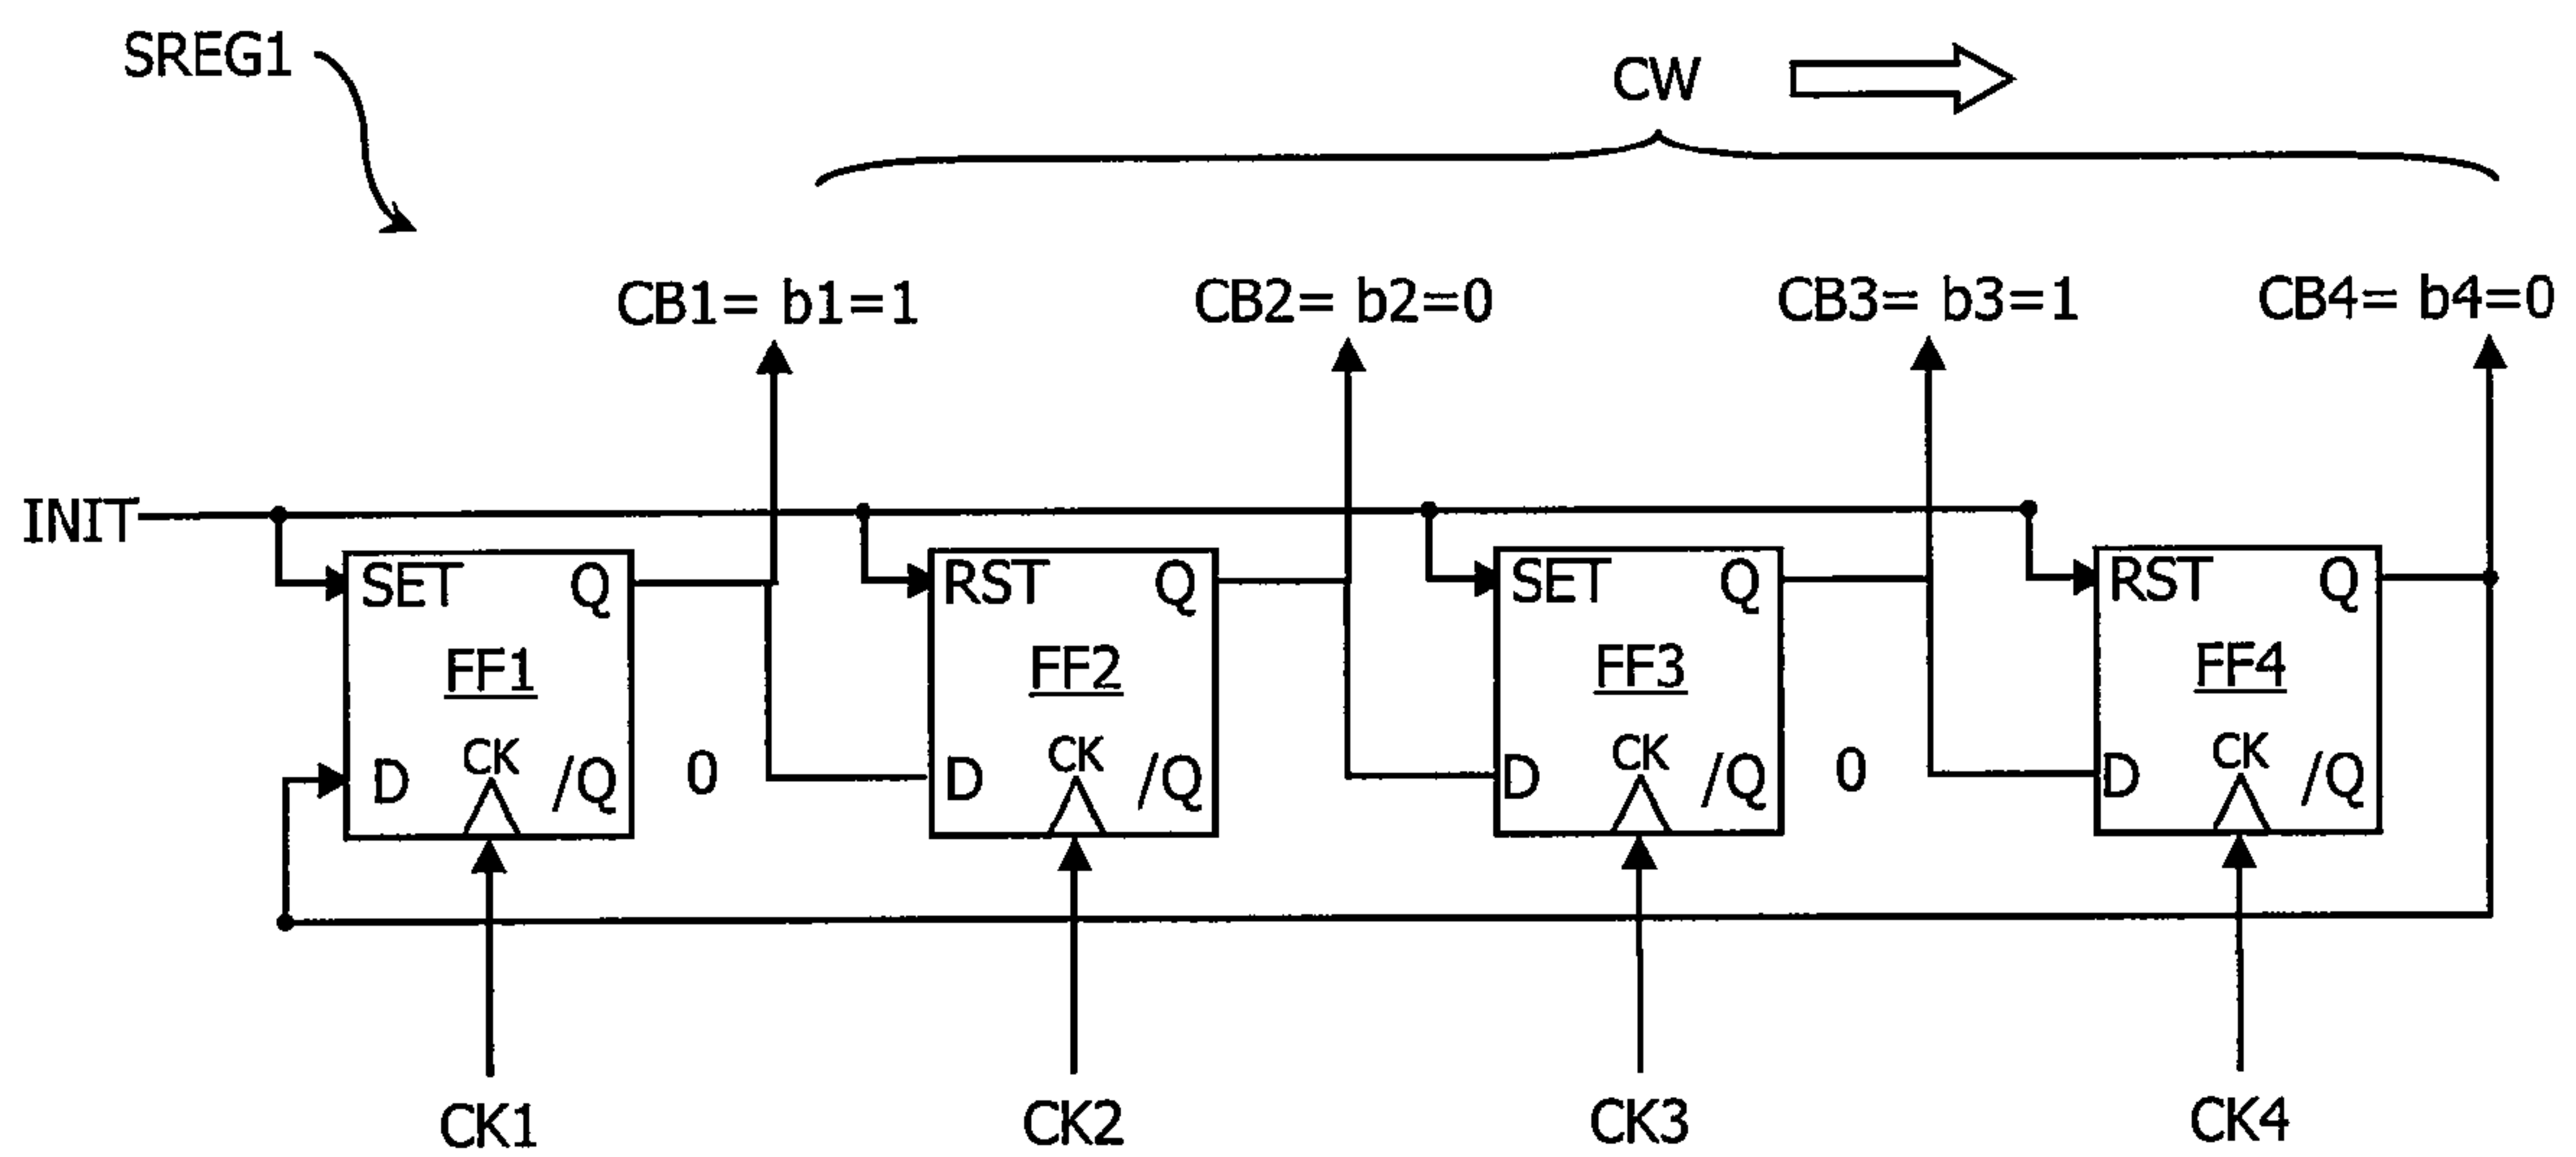 SREG1
CW
CB1= b1=1
CB2= b2=0
CB3= b3=1
CB4= b4=0
INIT
SET Q
RST Q
SET Q
RST Q
FF1
FF2
FF3
FF4
D CK /Q
0
D CK /Q
D CK /Q
0
D CK /Q
CK1
CK2
CK3
CK4